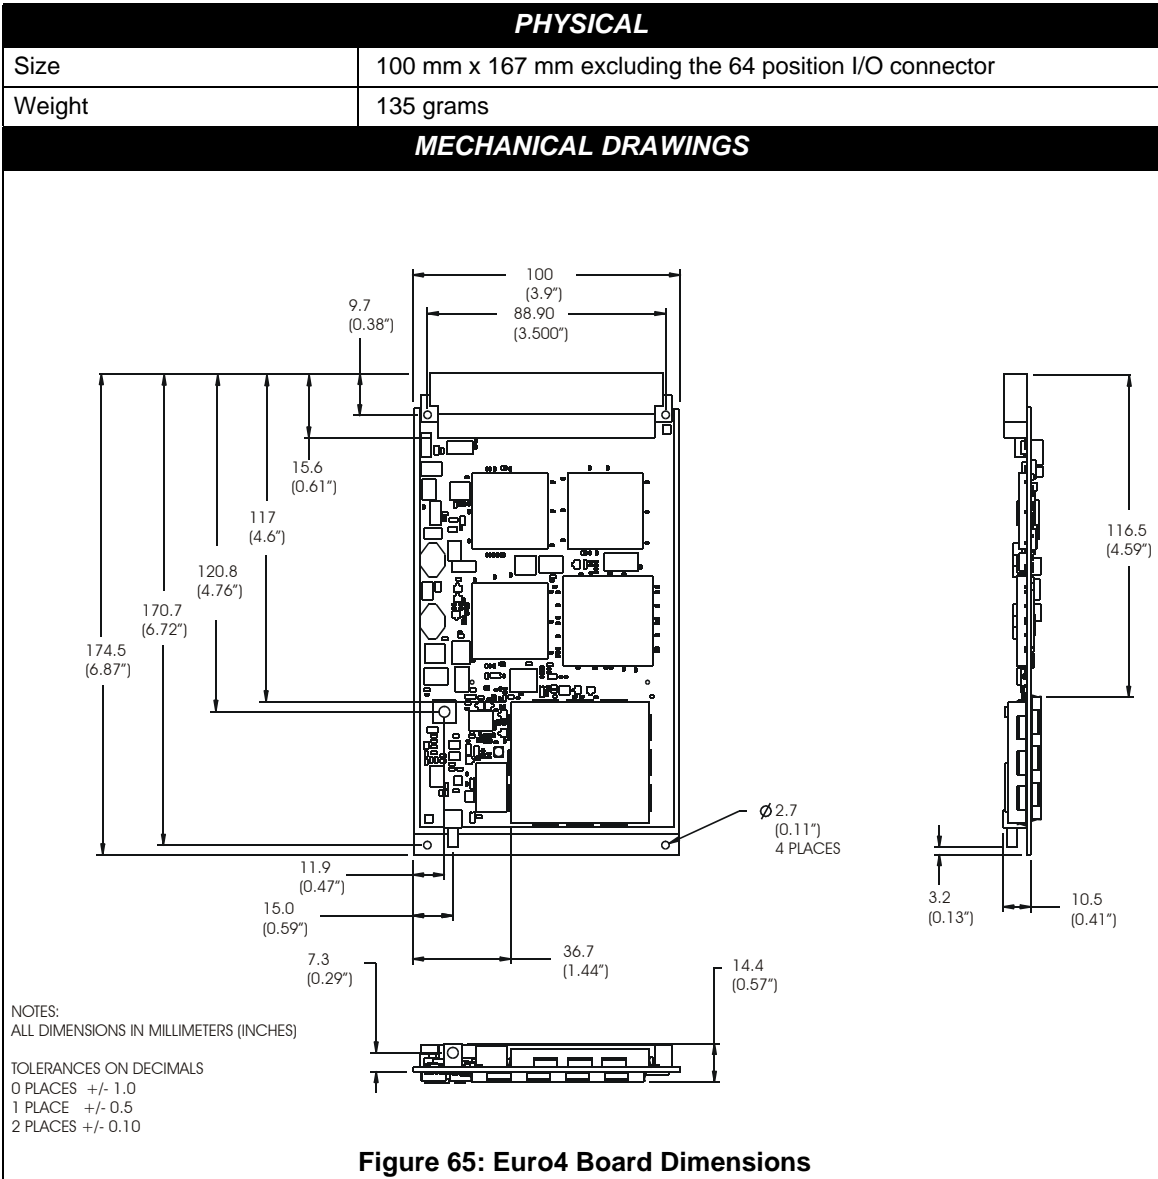 PHYSICAL
Size 100 mm x 167 mm excluding the 64 position I/O connector
Weight 135 grams
MECHANICAL DRAWINGS
100
(3.9")
9.7
(0.38")
88.90
(3.500")
15.6
(0.61")
117
(4.6")
116.5
(4.59")
120.8
(4.76")
170.7
(6.72")
174.5
(6.87")
Ø 2.7
(0.11")
4 PLACES
11.9
(0.47")
3.2
(0.13")
10.5
(0.41")
15.0
(0.59")
7.3
(0.29")
36.7
(1.44")
14.4
(0.57")
NOTES:
ALL DIMENSIONS IN MILLIMETERS (INCHES)
TOLERANCES ON DECIMALS
0 PLACES +/- 1.0
1 PLACE +/- 0.5
2 PLACES +/- 0.10
Figure 65: Euro4 Board Dimensions